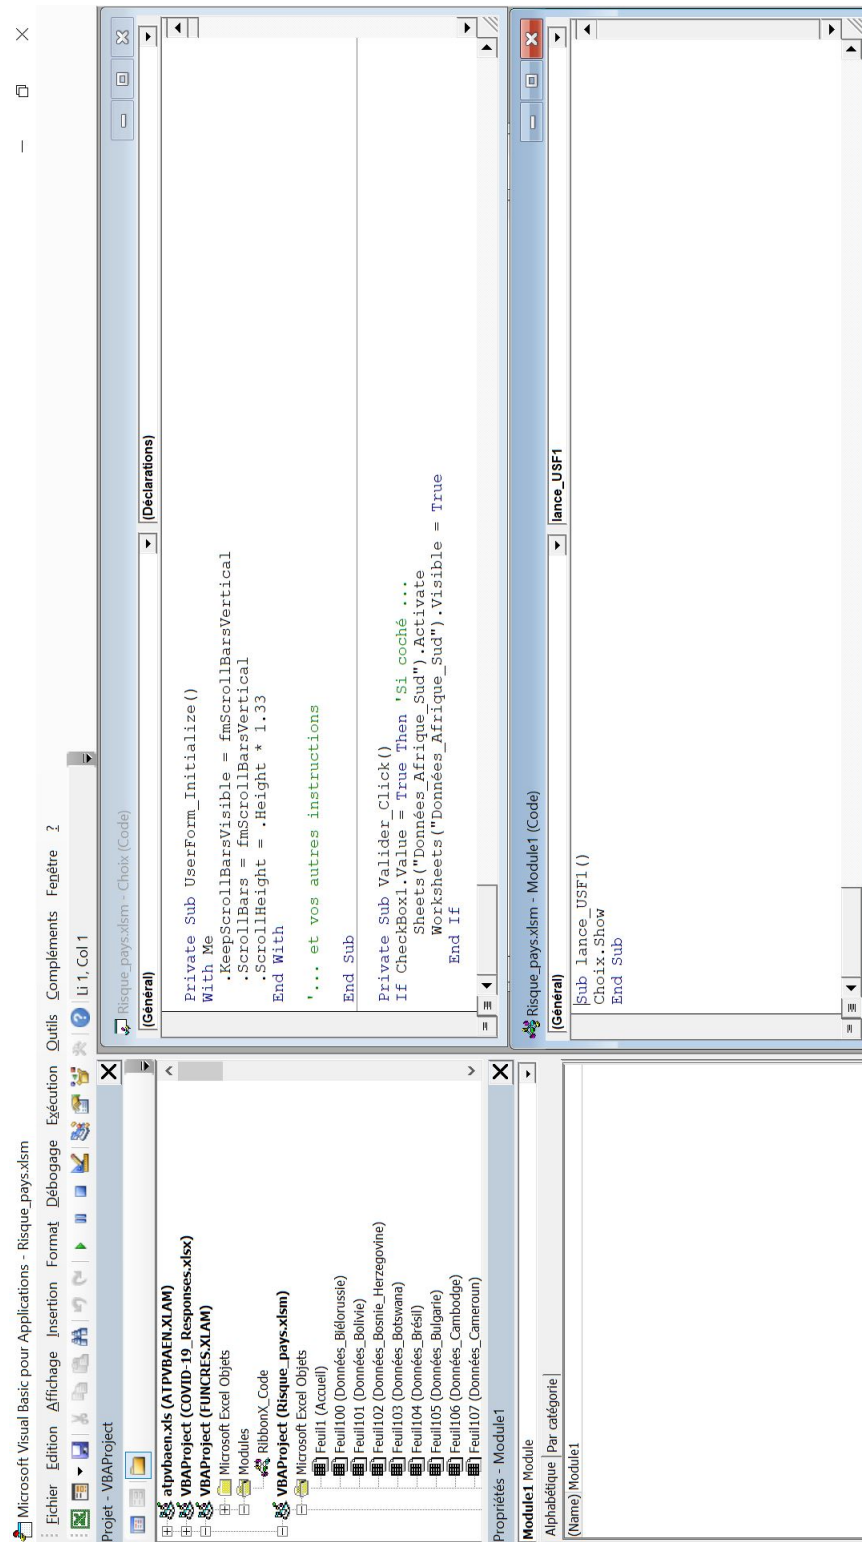 Microsoft Visual Basic pour Applications - Risque_pays.xlsm
Fichier Edition Affichage Insertion Format Débogage Exécution Outils Compléments Fenêtre ?
Li 1, Col 1
Projet - VBAProject
atpvbaen.xls (ATPVBAEN.XLAM)
VBAProject (COVID-19_Responses.xlsx)
VBAProject (FUNCRES.XLAM)
Microsoft Excel Objets
Modules
RibbonX_Code
VBAProject (Risque_pays.xlsm)
Microsoft Excel Objets
Feuil1 (Accueil)
Feuil100 (Données_Biélorussie)
Feuil101 (Données_Bolivie)
Feuil102 (Données_Bosnie_Herzegovine)
Feuil103 (Données_Botswana)
Feuil104 (Données_Brésil)
Feuil105 (Données_Bulgarie)
Feuil106 (Données_Cambodge)
Feuil107 (Données_Cameroun)
Propriétés - Module1
Module1 Module
Alphabétique Par catégorie
(Name) Module1
Risque_pays.xlsm - Choix (Code)
(Général) (Déclarations)
Private Sub UserForm_Initialize()
With Me
.KeepScrollBarsVisible = fmScrollBarsVertical
.ScrollBars = fmScrollBarsVertical
.ScrollHeight = .Height * 1.33
End With
'... et vos autres instructions
End Sub
Private Sub Valider_Click()
If CheckBox1.Value = True Then 'Si coché ...
Sheets("Données_Afrique_Sud").Activate
Worksheets("Données_Afrique_Sud").Visible = True
End If
Risque_pays.xlsm - Module1 (Code)
(Général) lance_USF1
Sub lance_USF1()
Choix.Show
End Sub